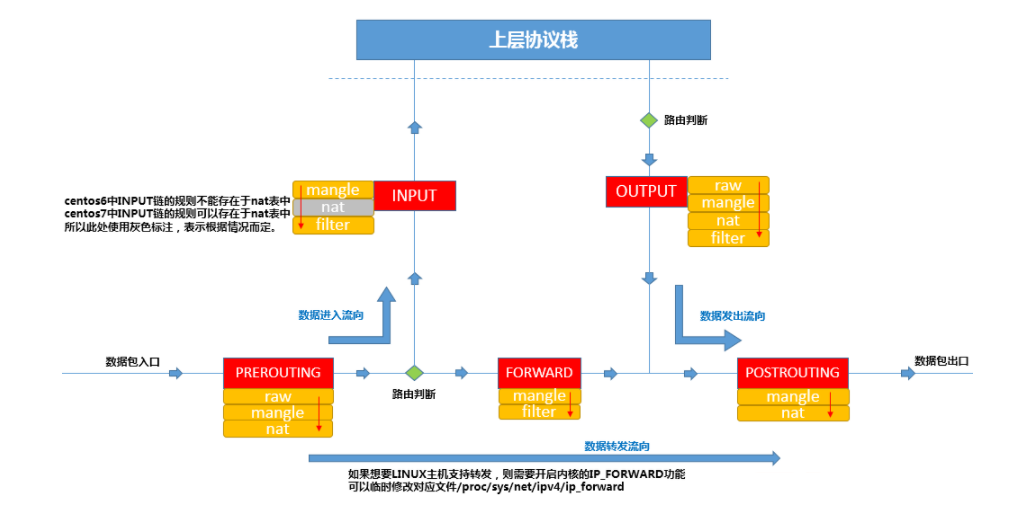 上层协议栈
路由判断
mangle
nat
filter
INPUT
OUTPUT
raw
mangle
nat
filter
centos6中INPUT链的规则不能存在于nat表中
centos7中INPUT链的规则可以存在于nat表中
所以此处使用灰色标注，表示根据情况而定。
数据进入流向
数据发出流向
数据包入口
PREROUTING
raw
mangle
nat
路由判断
FORWARD
mangle
filter
POSTROUTING
mangle
nat
数据包出口
数据转发流向
如果想要LINUX主机支持转发，则需要开启内核的IP_FORWARD功能
可以临时修改对应文件/proc/sys/net/ipv4/ip_forward